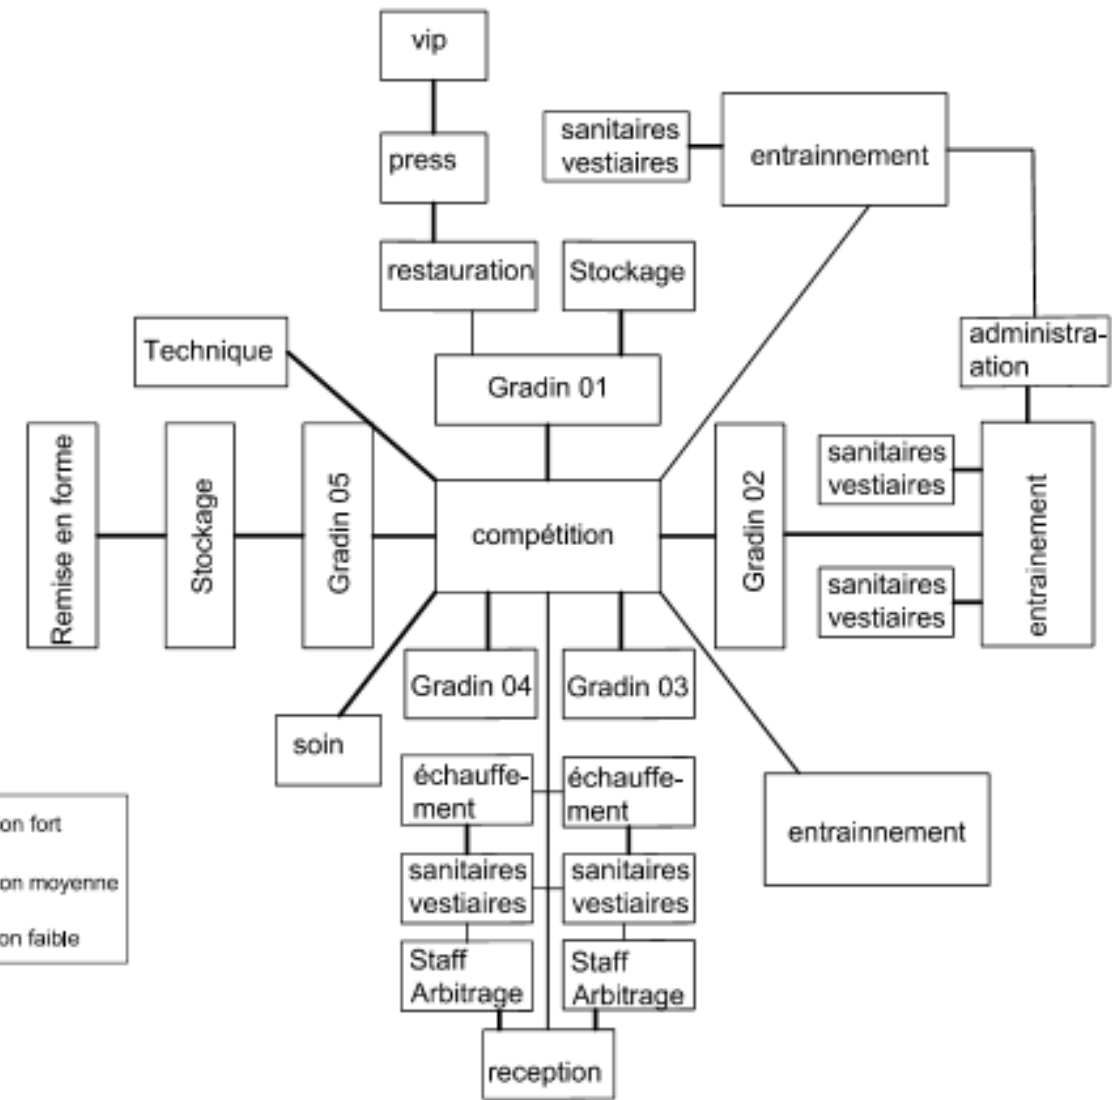 vip
sanitaires
vestiaires
entrainnement
press
restauration
Stockage
Technique
administra-
ation
Gradin 01
Remise en forme
Stockage
Gradin 05
compétition
Gradin 02
sanitaires
vestiaires
sanitaires
vestiaires
entrainement
Gradin 04
Gradin 03
soin
échauffe-
ment
échauffe-
ment
entrainnement
on fort
on moyenne
on faible
sanitaires
vestiaires
sanitaires
vestiaires
Staff
Arbitrage
Staff
Arbitrage
reception